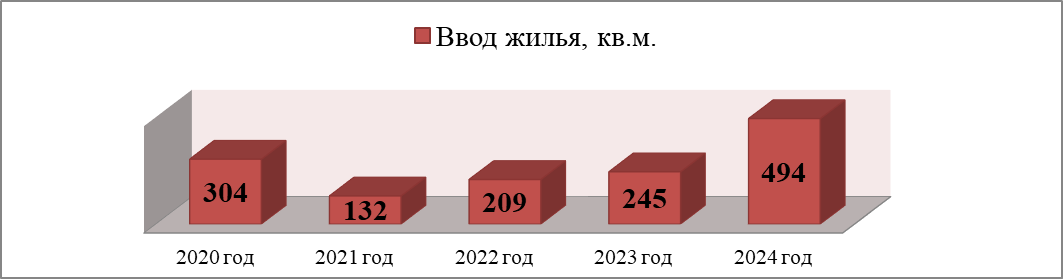 Ввод жилья, кв.м.
304
132
209
245
494
2020 год
2021 год
2022 год
2023 год
2024 год